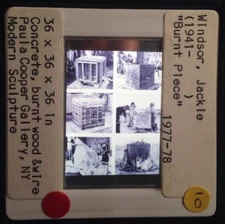 Windsor, Jackie
(1941-        )
"Burnt Piece"
1977-78
36 x 36 x 36 in
Concrete, burnt wood & wire
Paula Cooper Gallery, NY
Modern Sculpture
10